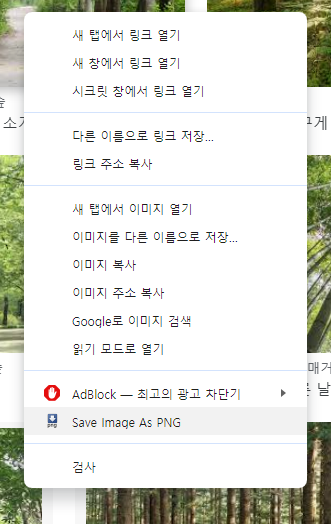 새 탭에서 링크 열기
새 창에서 링크 열기
시크릿 창에서 링크 열기
소
구게
다른 이름으로 링크 저장...
링크 주소 복사
새 탭에서 이미지 열기
이미지를 다른 이름으로 저장...
이미지 복사
이미지 주소 복사
Google로 이미지 검색
읽기 모드로 열기
매거
AdBlock — 최고의 광고 차단기
날
png
Save Image As PNG
검사